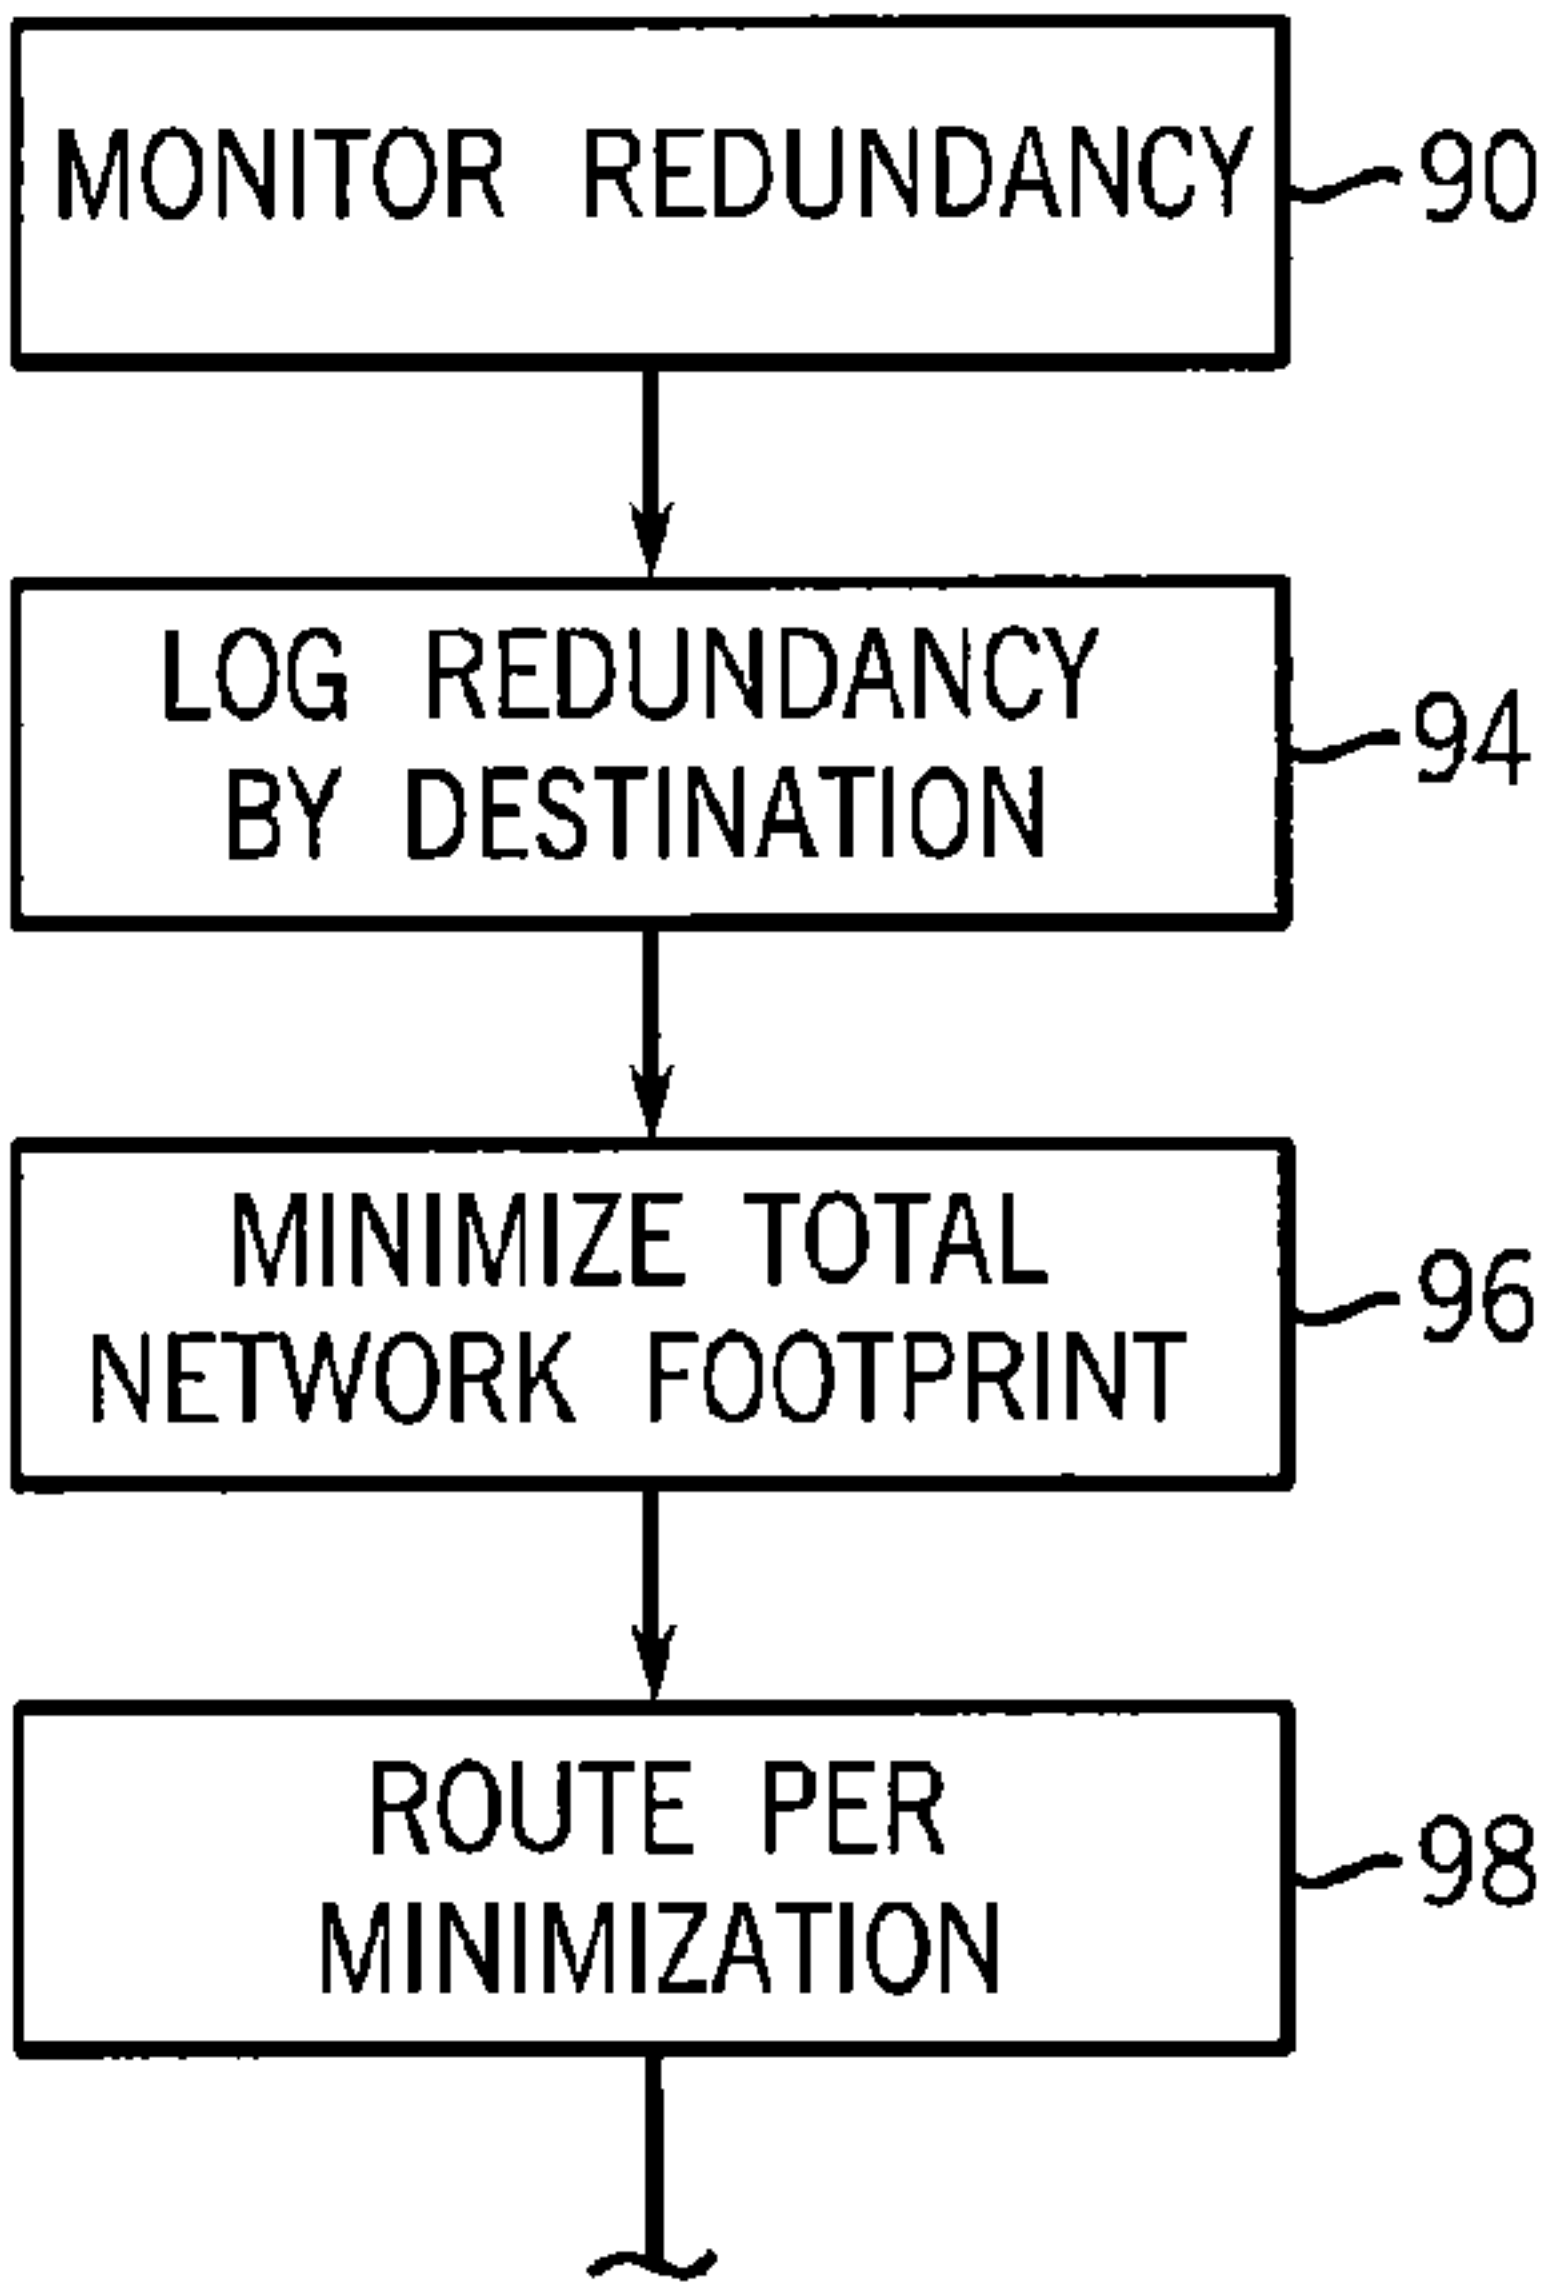 MONITOR REDUNDANCY
90
LOG REDUNDANCY
BY DESTINATION
94
MINIMIZE TOTAL
NETWORK FOOTPRINT
96
ROUTE PER
MINIMIZATION
98